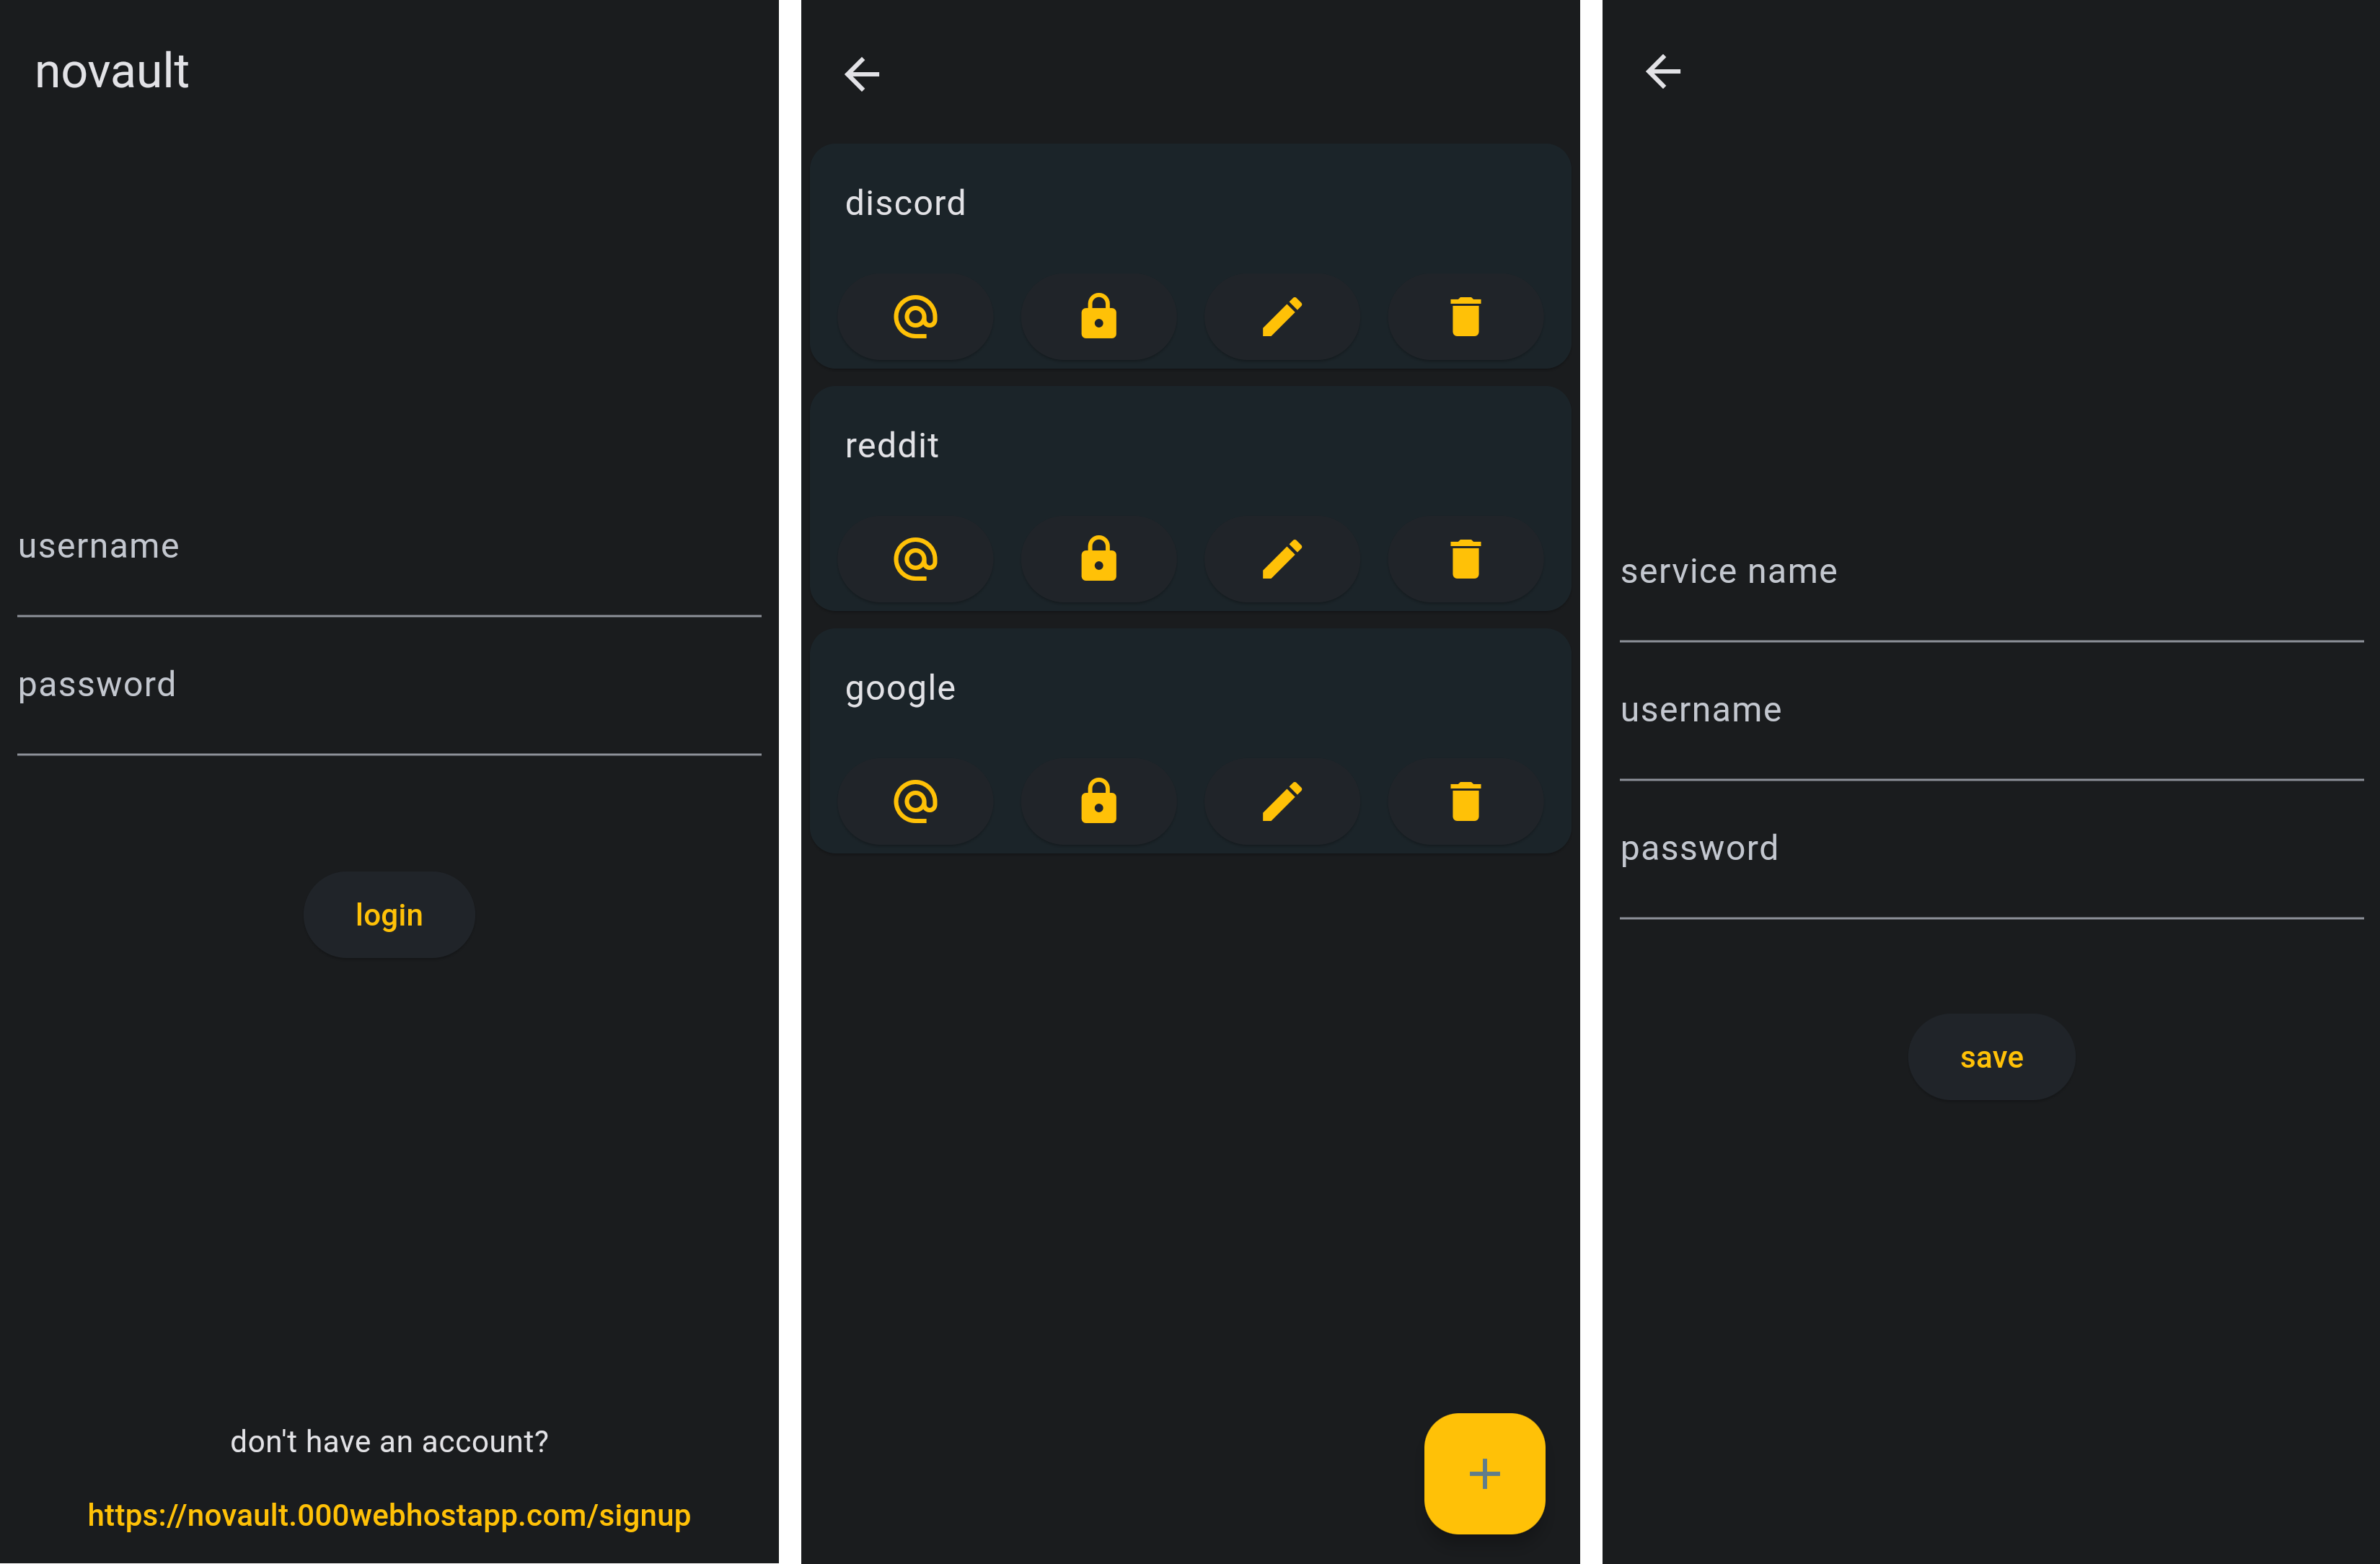 novault
username
password
login
don't have an account?
https://novault.000webhostapp.com/signup
discord
reddit
google
service name
username
password
save